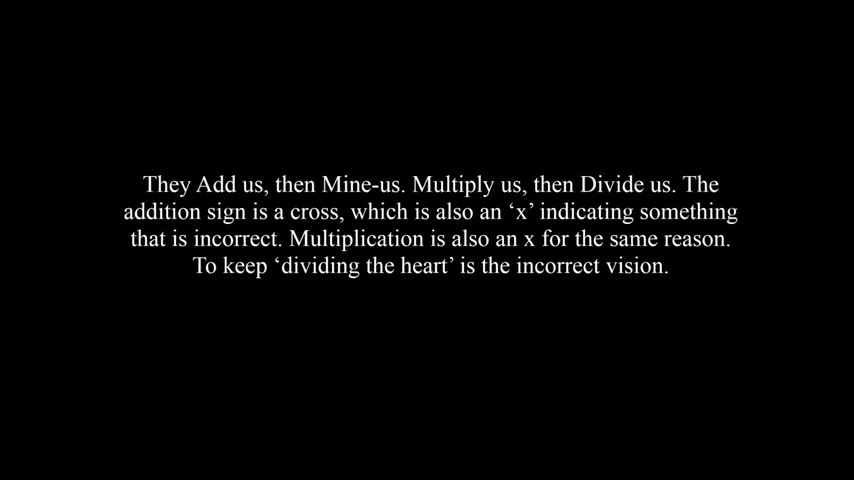 They Add us, then Mine-us. Multiply us, then Divide us. The
addition sign is a cross, which is also an ‘x’ indicating something
that is incorrect. Multiplication is also an x for the same reason.
To keep ‘dividing the heart’ is the incorrect vision.